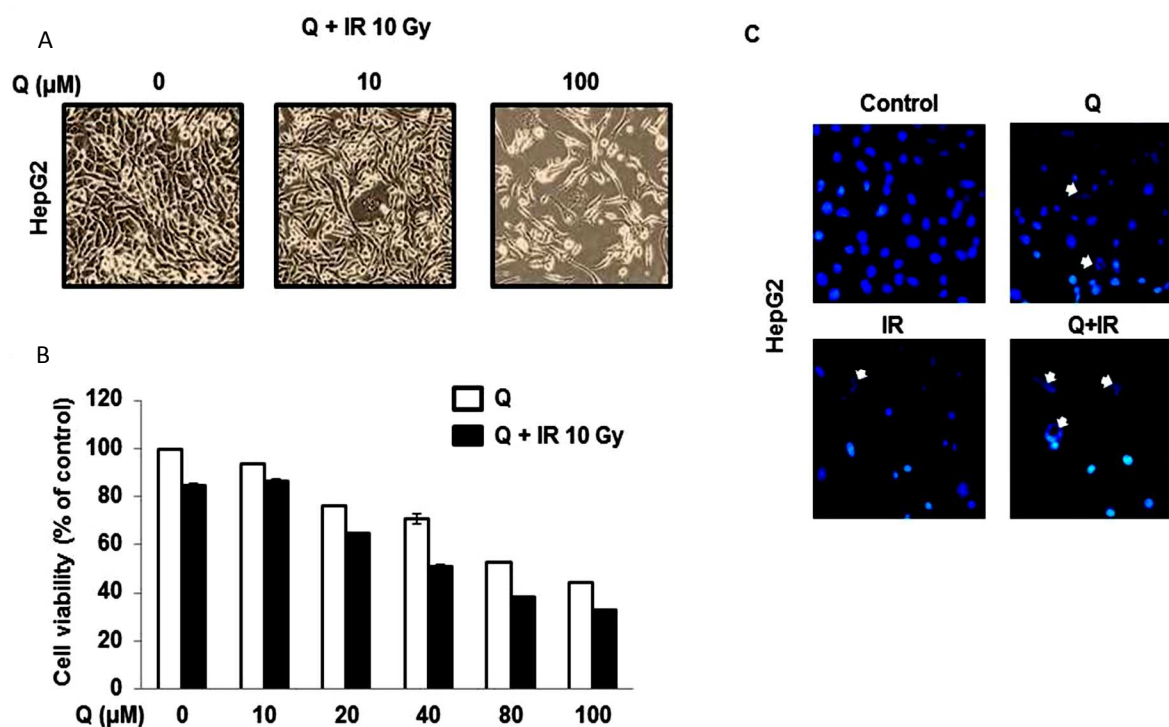 A
Q + IR 10 Gy
Q (µM) 0 10 100
HepG2
B
Cell viability (% of control)
120
100
80
60
40
20
0
Q
Q + IR 10 Gy
Q (µM) 0 10 20 40 80 100
C
Control Q
HepG2
IR Q+IR